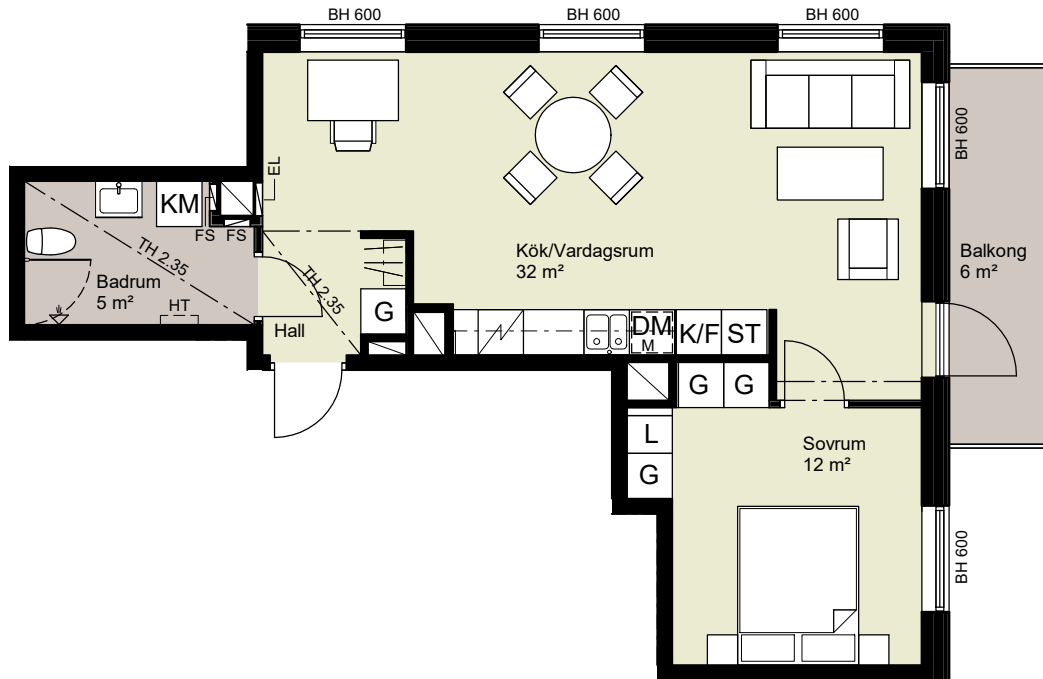 BH 600
BH 600
BH 600
BH 600
EL
KM
FS
FS
TH 2.35
Badrum
5 m²
HT
TH 2.35
Hall
G
Kök/Vardagsrum
32 m²
Balkong
6 m²
DM
M
K/F
ST
G
G
L
G
Sovrum
12 m²
BH 600